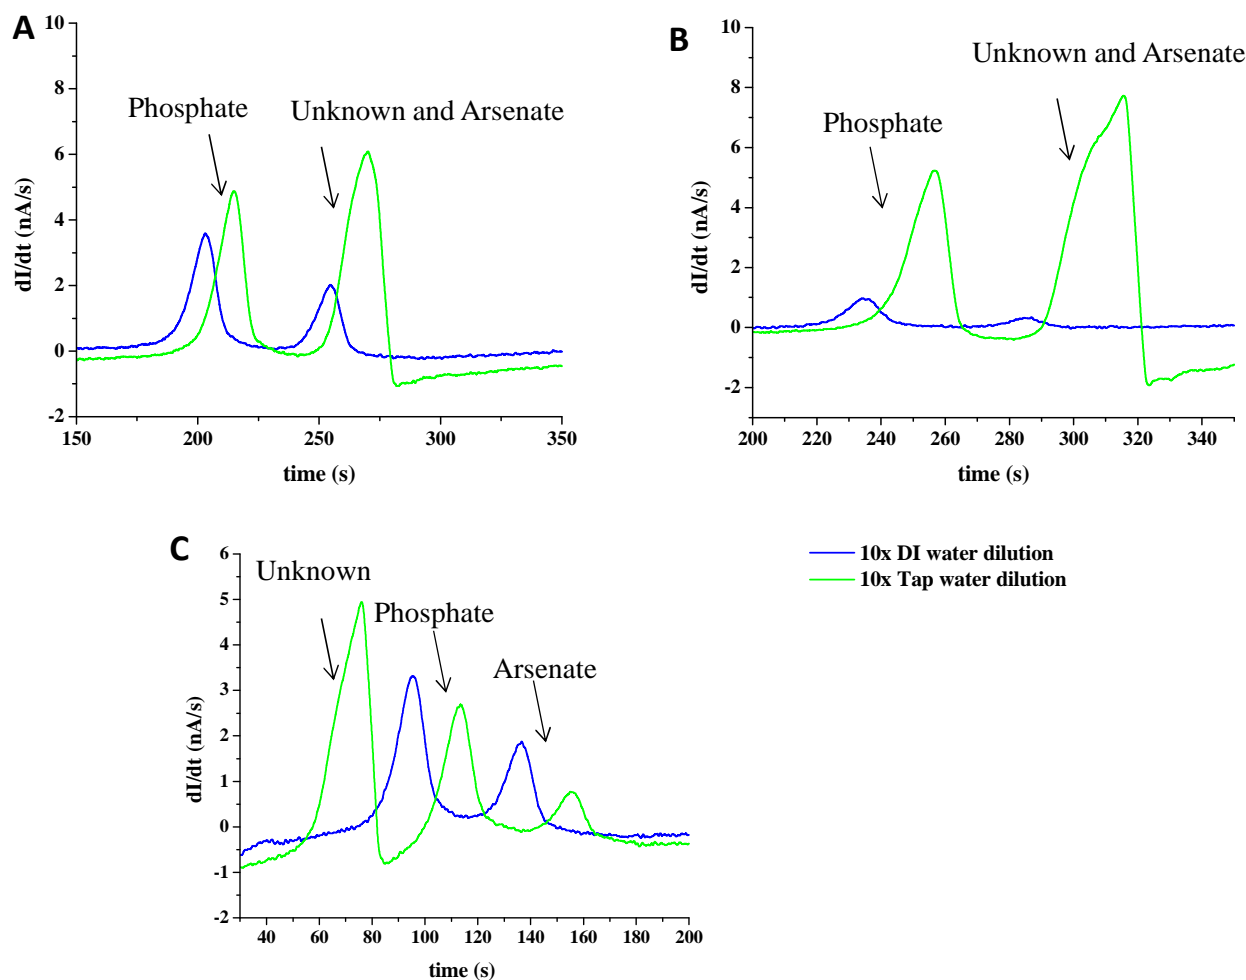 A
10
8
6
4
2
0
-2
dI/dt (nA/s)
Phosphate
Unknown and Arsenate
150 200 250 300 350
time (s)
B
10
8
6
4
2
0
-2
dI/dt (nA/s)
Unknown and Arsenate
Phosphate
200 220 240 260 280 300 320 340
time (s)
C
6
5
4
3
2
1
0
-1
-2
dI/dt (nA/s)
Unknown
Phosphate
Arsenate
40 60 80 100 120 140 160 180 200
time (s)
10x DI water dilution
10x Tap water dilution